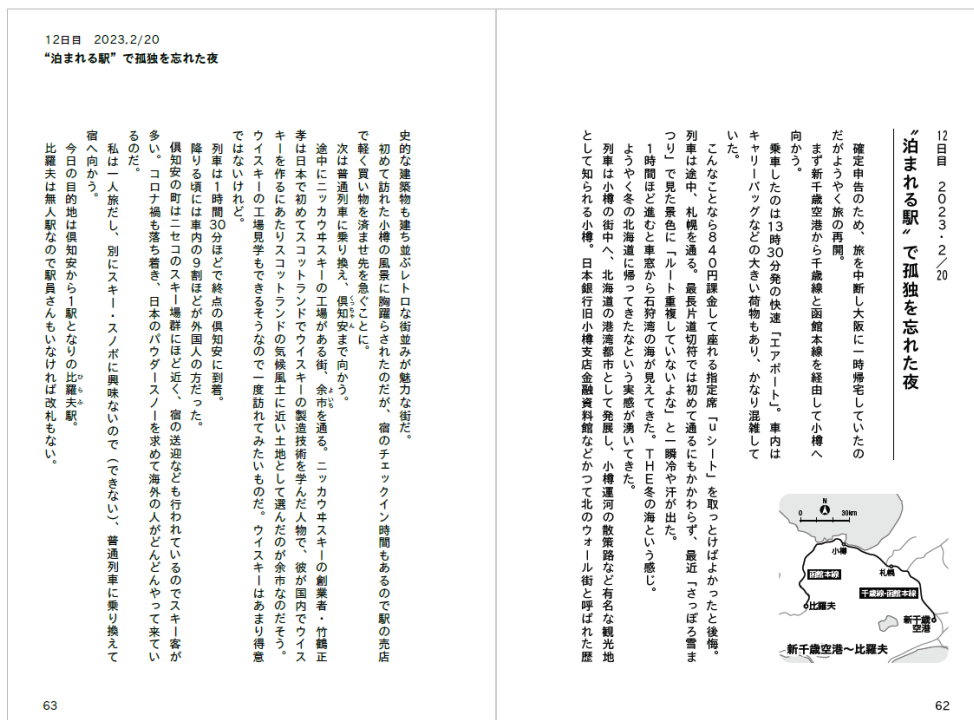 12日目　2023・2/20
〝泊まれる駅〟で孤独を忘れた夜
確定申告のため、旅を中断し大阪に一時帰宅していたの
だがようやく旅の再開。
まず新千歳空港から千歳線と函館本線を経由して小樽へ
向かう。
乗車したのは13時30分発の快速「エアポート」。車内は
キャリーバッグなどの大きい荷物もあり、かなり混雑して
いた。
こんなことなら840円課金して座れる指定席「uシート」を取っとけばよかったと後悔。
列車は途中、札幌を通る。最長片道切符では初めて通るにもかかわらず、最近「さっぽろ雪ま
つり」で見た景色に「ルート重複していないよな」と一瞬冷や汗が出た。
1時間ほど進むと車窓から石狩湾の海が見えてきた。THE冬の海という感じ。
ようやく冬の北海道に帰ってきたなという実感が湧いてきた。
列車は小樽の街中へ、北海道の港湾都市として発展し、小樽運河の散策路など有名な観光地
として知られる小樽。日本銀行旧小樽支店金融資料館などかつて北のウォール街と呼ばれた歴
N
0 30km
小樽
札幌
函館本線
千歳線・函館本線
比羅夫
新千歳
空港
新千歳空港〜比羅夫
62
12日目　2023.2/20
“泊まれる駅”で孤独を忘れた夜
史的な建築物も建ち並ぶレトロな街並みが魅力な街だ。
初めて訪れた小樽の風景に胸躍らされたのだが、宿のチェックイン時間もあるので駅の売店
で軽く買い物を済ませ先を急ぐことに。
次は普通列車に乗り換え、倶知安くっちゃんまで向かう。
途中にニッカウヰスキーの工場がある街、余市よいちを通る。ニッカウヰスキーの創業者・竹鶴正
孝は日本で初めてスコットランドでウイスキーの製造技術を学んだ人物で、彼が国内でウイス
キーを作るにあたりスコットランドの気候風土に近い土地として選んだのが余市なのだそう。
ウイスキーの工場見学もできるそうなので一度訪れてみたいものだ。ウイスキーはあまり得意
ではないけれど。
列車は1時間30分ほどで終点の倶知安に到着。
降りる頃には車内の9割ほどが外国人の方だった。
倶知安の町はニセコのスキー場群にほど近く、宿の送迎なども行われているのでスキー客が
多い。コロナ禍も落ち着き、日本のパウダースノーを求めて海外の人がどんどんやって来てい
るのだ。
私は一人旅だし、別にスキー・スノボに興味ないので（できない）、普通列車に乗り換えて
宿へ向かう。
今日の目的地は倶知安から1駅となりの比羅夫ひらふ駅。
比羅夫は無人駅なので駅員さんもいなければ改札もない。
63